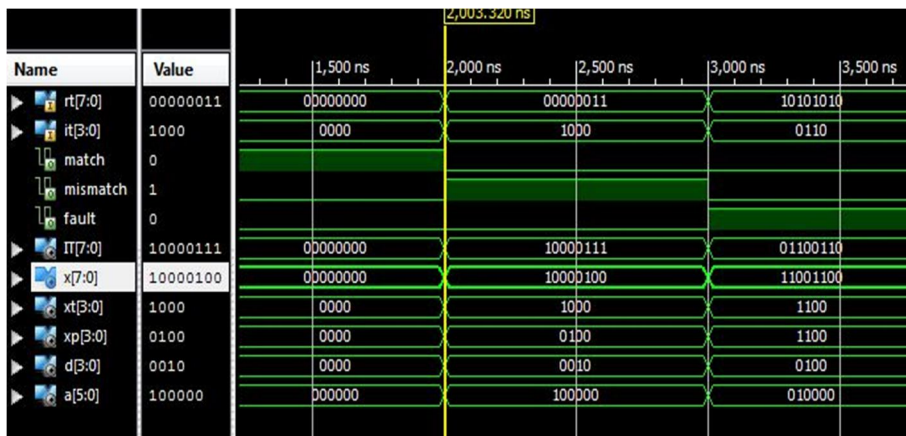 2,003.320 ns
Name Value 1,500 ns 2,000 ns 2,500 ns 3,000 ns 3,500 ns
rt[7:0] 00000011 00000000 00000011 10101010
it[3:0] 1000 0000 1000 0110
match 0
mismatch 1
fault 0
IT[7:0] 10000111 00000000 10000111 01100110
x[7:0] 10000100 00000000 10000100 11001100
xt[3:0] 1000 0000 1000 1100
xp[3:0] 0100 0000 0100 1100
d[3:0] 0010 0000 0010 0100
a[5:0] 100000 000000 100000 010000